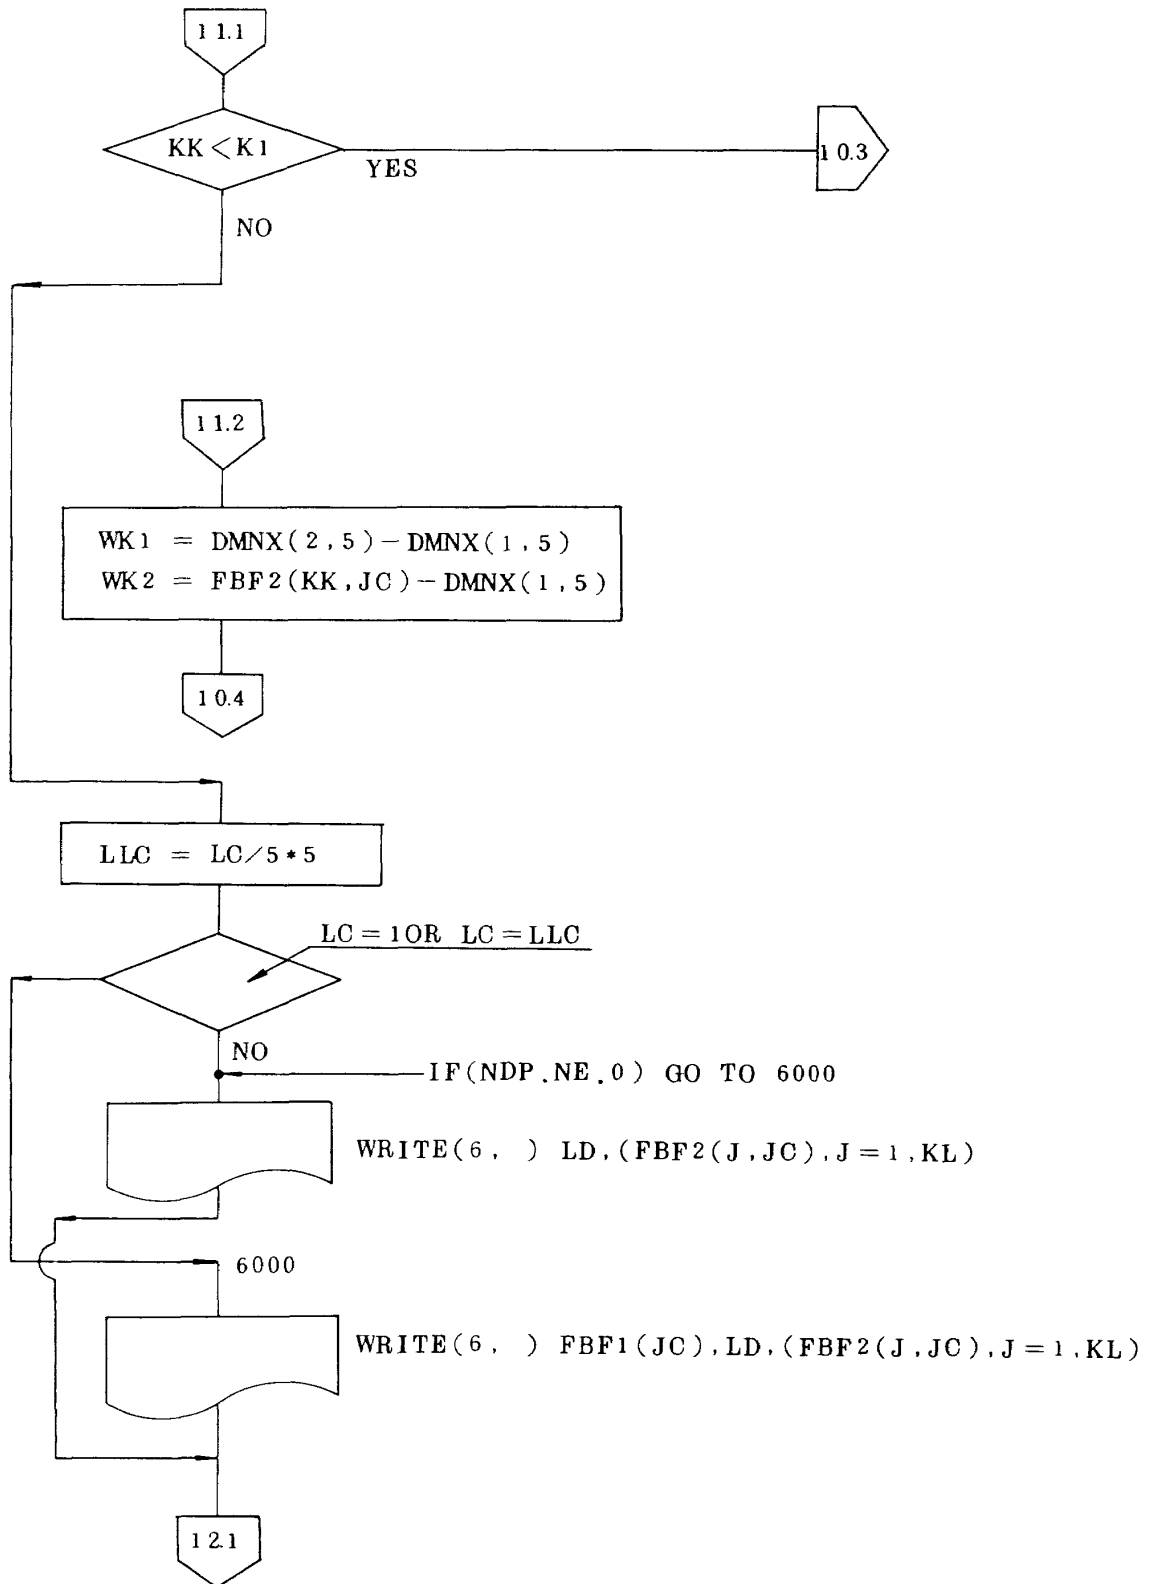 11.1
KK<K1
YES
10.3
NO
11.2
WK1 = DMNX(2,5)-DMNX(1,5)
WK2 = FBF2(KK,JC)-DMNX(1,5)
10.4
LLC = LC/5*5
LC=1OR LC=LLC
NO
IF(NDP.NE.0) GO TO 6000
WRITE(6, ) LD,(FBF2(J,JC),J=1,KL)
6000
WRITE(6, ) FBF1(JC),LD,(FBF2(J,JC),J=1,KL)
12.1